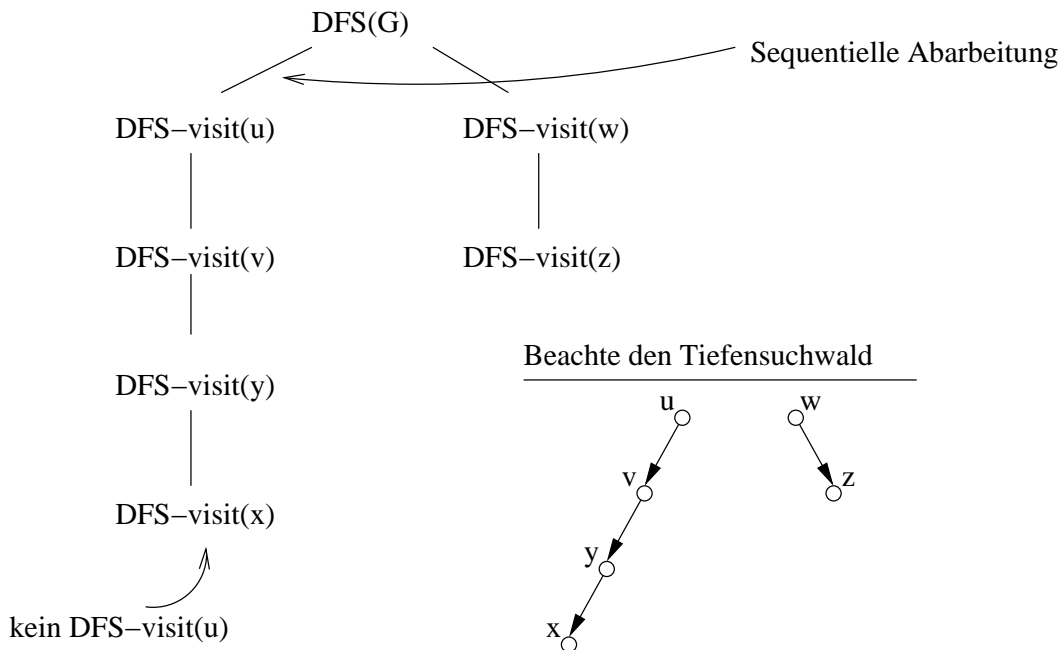 DFS(G)
Sequentielle Abarbeitung
DFS−visit(u)
DFS−visit(w)
DFS−visit(v)
DFS−visit(z)
DFS−visit(y)
DFS−visit(x)
kein DFS−visit(u)
Beachte den Tiefensuchwald
u
w
v
z
y
x